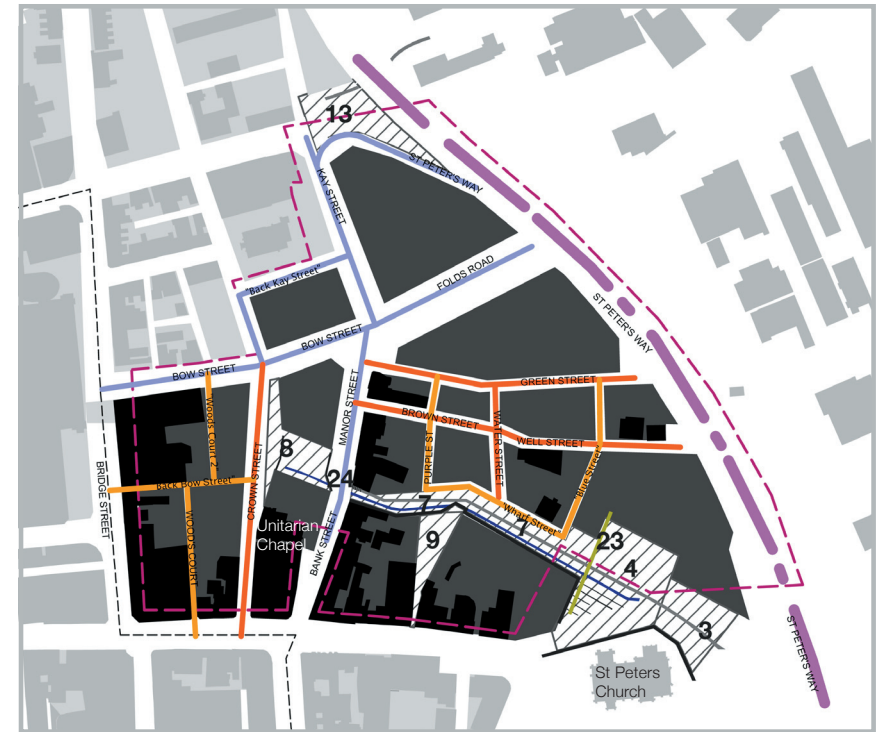 13
ST PETER'S WAY
KAY STREET
"Back Kay Street"
FOLDS ROAD
BOW STREET
ST PETER'S WAY
BOW STREET
GREEN STREET
MANOR STREET
BROWN STREET
WATER STREET
WELL STREET
PURPLE ST
"Woods Court 2"
8
CROWN STREET
24
"Back Bow Street"
BRIDGE STREET
"Blue Street"
7
"Wharf Street"
7
WOODS COURT
Unitarian
Chapel
BANK STREET
9
23
4
3
ST PETER'S WAY
St Peters
Church